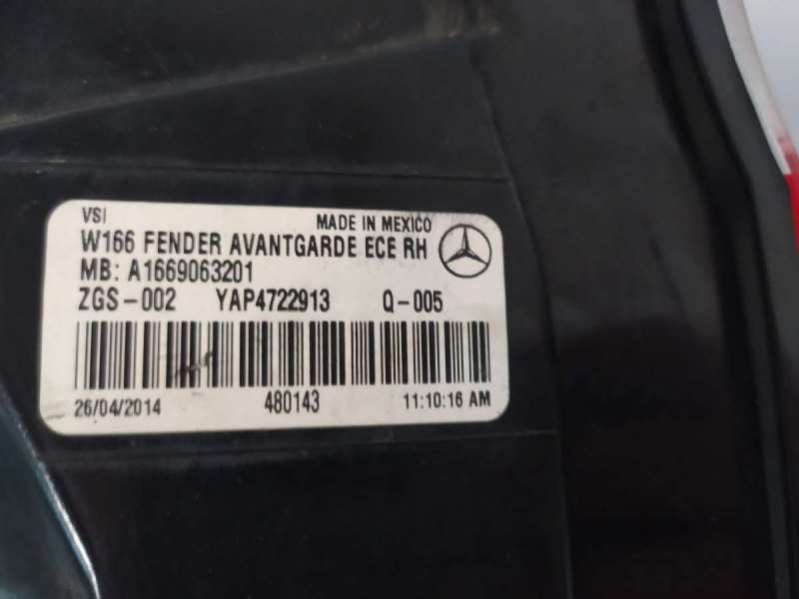 VSI MADE IN MEXICO
W166 FENDER AVANTGARDE ECE RH
MB: A1669063201
ZGS-002 YAP4722913 Q-005
26/04/2014 480143 11:10:16 AM